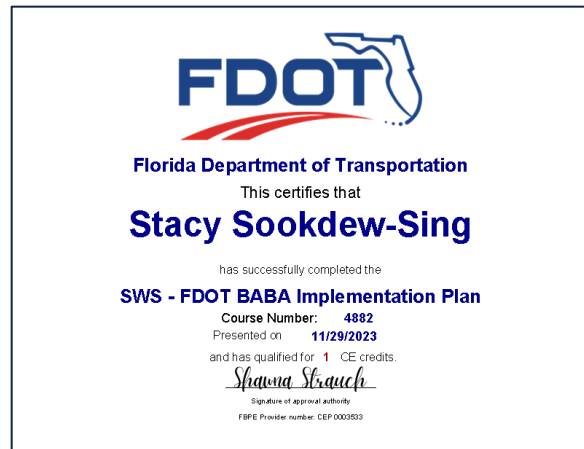 FDOT
Florida Department of Transportation
This certifies that
Stacy Sookdew-Sing
has successfully completed the
SWS - FDOT BABA Implementation Plan
Course Number: 4882
Presented on 11/29/2023
and has qualified for 1 CE credits.
Shawna Strauch
Signature of approval authority
FBPE Provider number: CEP 0003533